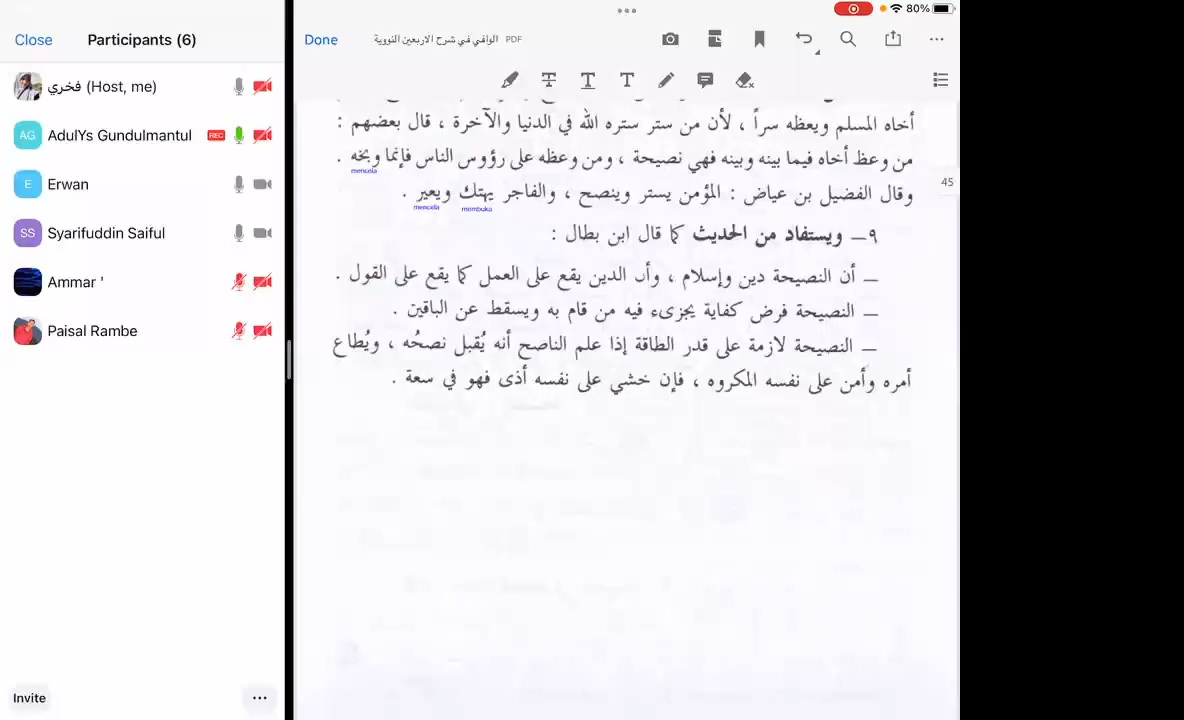 80%
Close
Participants (6)
فخري (Host, me)
AG
AdulYs Gundulmantul
REC
E
Erwan
SS
Syarifuddin Saiful
Ammar '
Paisal Rambe
Invite
Done
الوافي في شرح الاربعين النووية PDF
T
T
T
45
أخاه المسلم ويعظه سراً ، لأن من ستر ستره الله في الدنيا والآخرة ، قال بعضهم :
من وعظ أخاه فيما بينه وبينه فهي نصيحة ، ومن وعظه على رؤوس الناس فإنما وبخه .
mencela
وقال الفضيل بن عياض : المؤمن يستر وينصح ، والفاجر يهتك ويعير .
membuka
mencela
٩ — ويستفاد من الحديث كما قال ابن بطال :
— أن النصيحة دين وإسلام ، وأن الدين يقع على العمل كما يقع على القول .
— النصيحة فرض كفاية يجزىء فيه من قام به ويسقط عن الباقين .
— النصيحة لازمة على قدر الطاقة إذا علم الناصح أنه يُقبل نصحُه ، ويُطاع
أمره وأمن على نفسه المكروه ، فإن خشي على نفسه أذى فهو في سعة .